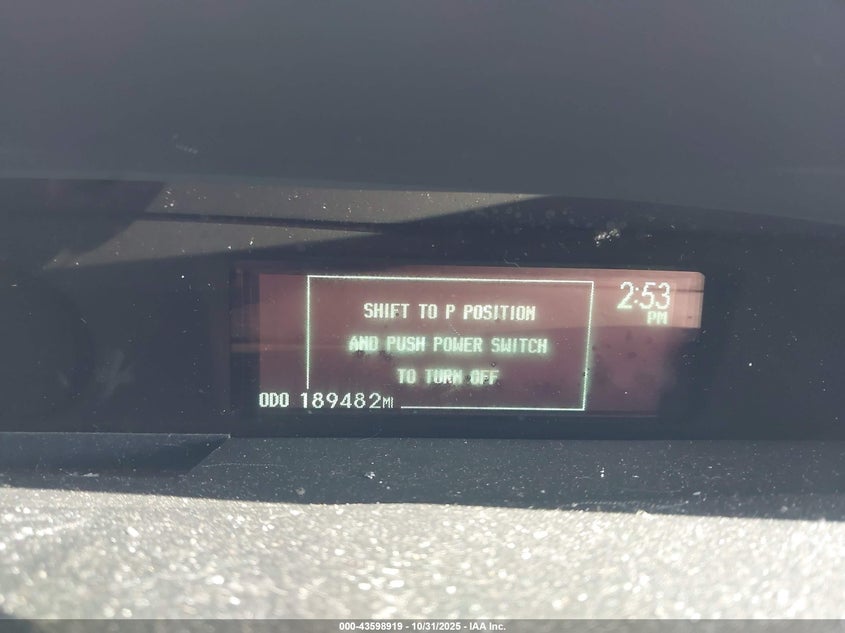 SHIFT TO P POSITION
AND PUSH POWER SWITCH
TO TURN OFF
2:53
PM
ODO 189482MI
000-43598919 - 10/31/2025 - IAA Inc.